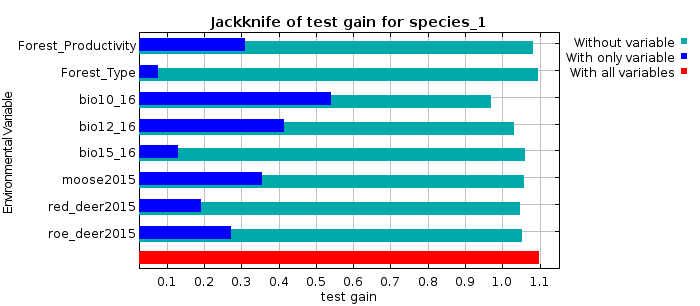 Jackknife of test gain for species_1
Without variable
With only variable
With all variables
Environmental Variable
Forest_Productivity
Forest_Type
bio10_16
bio12_16
bio15_16
moose2015
red_deer2015
roe_deer2015
0.1 0.2 0.3 0.4 0.5 0.6 0.7 0.8 0.9 1.0 1.1
test gain